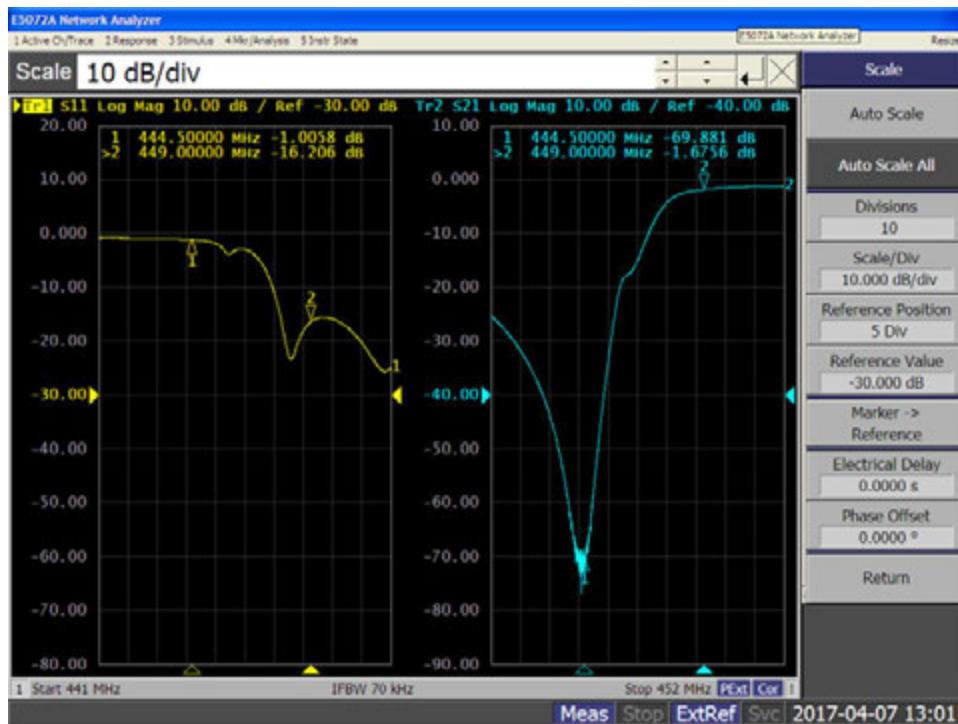 E5072A Network Analyzer
1 Active Ch/Trace 2 Response 3 Stimulus 4 Mkr/Analysis 5 Instr State
E5072A Network Analyzer
Resize
Scale 10 dB/div
Tr1 S11 Log Mag 10.00 dB / Ref -30.00 dB
20.00
1 444.50000 MHz -1.0058 dB
>2 449.00000 MHz -16.206 dB
10.00
0.000
-10.00
-20.00
-30.00
-40.00
-50.00
-60.00
-70.00
-80.00
1
2
1
Tr2 S21 Log Mag 10.00 dB / Ref -40.00 dB
10.00
1 444.50000 MHz -69.881 dB
>2 449.00000 MHz -1.6756 dB
0.000
-10.00
-20.00
-30.00
-40.00
-50.00
-60.00
-70.00
-80.00
-90.00
2
2
Scale
Auto Scale
Auto Scale All
Divisions
10
Scale/Div
10.000 dB/div
Reference Position
5 Div
Reference Value
-30.000 dB
Marker ->
Reference
Electrical Delay
0.0000 s
Phase Offset
0.0000 °
Return
1 Start 441 MHz IFBW 70 kHz Stop 452 MHz PExt Cor
Meas Stop ExtRef Svc 2017-04-07 13:01